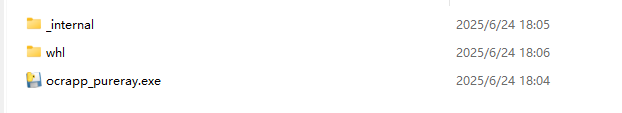 _internal 2025/6/24 18:05
whl 2025/6/24 18:06
ocrapp_pureray.exe 2025/6/24 18:04